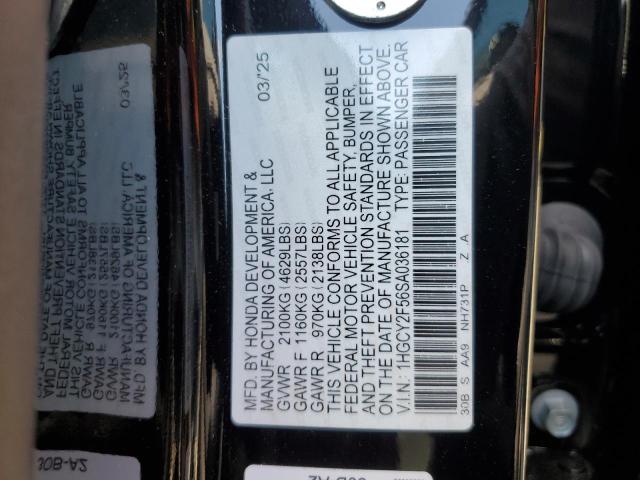 MFD. BY HONDA DEVELOPMENT &
MANUFACTURING OF AMERICA, LLC 03/'25
GVWR 2100KG (4629LBS)
GAWR F 1160KG (2557LBS)
GAWR R 970KG (2138LBS)
THIS VEHICLE CONFORMS TO ALL APPLICABLE
FEDERAL MOTOR VEHICLE SAFETY, BUMPER,
AND THEFT PREVENTION STANDARDS IN EFFECT
ON THE DATE OF MANUFACTURE SHOWN ABOVE.
V.I.N: 1HGCY2F56SA036181 TYPE: PASSENGER CAR
30B S AA9 NH731P Z A
30B-A2